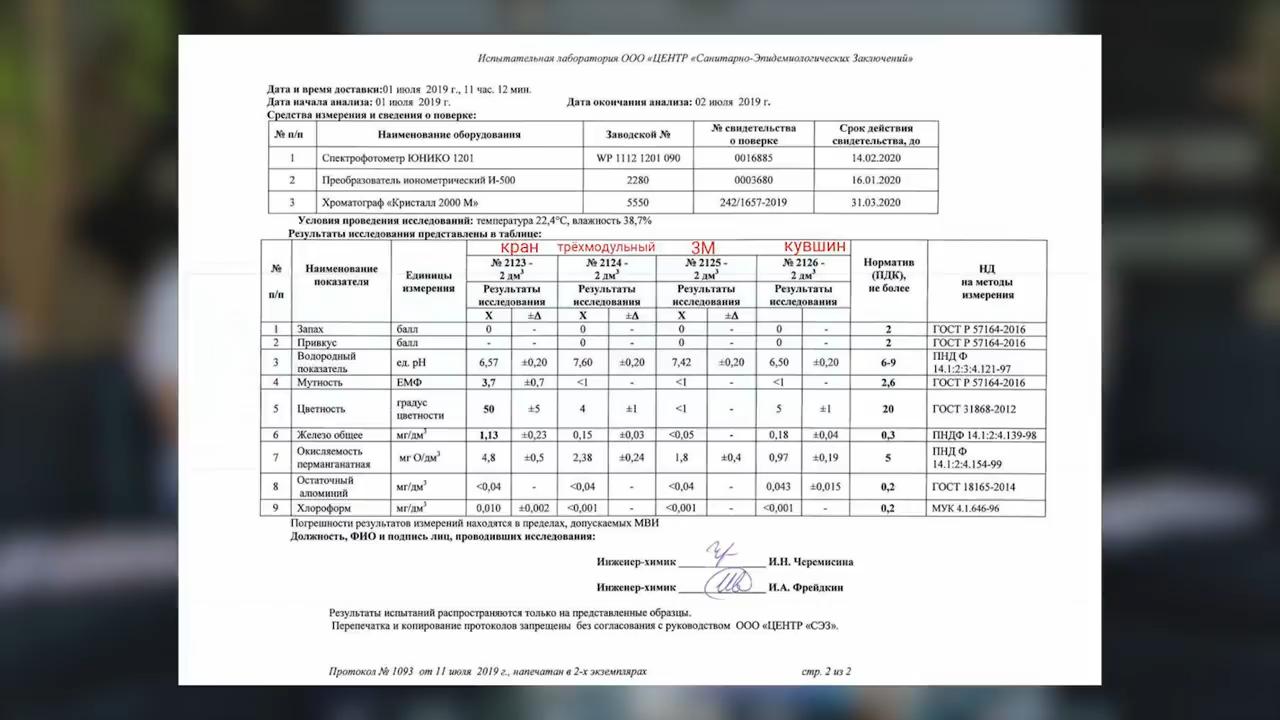 Испытательная лаборатория ООО «ЦЕНТР «Санитарно-Эпидемиологических Заключений»
Дата и время доставки:01 июля 2019 г., 11 час. 12 мин.
Дата начала анализа: 01 июля 2019 г. Дата окончания анализа: 02 июля 2019 г.
Средства измерения и сведения о поверке:
№ п/п Наименование оборудования Заводской № № свидетельства о поверке Срок действия свидетельства, до
1 Спектрофотометр ЮНИКО 1201 WP 1112 1201 090 0016885 14.02.2020
2 Преобразователь ионометрический И-500 2280 0003680 16.01.2020
3 Хроматограф «Кристалл 2000 М» 5550 242/1657-2019 31.03.2020
Условия проведения исследований: температура 22,4°С, влажность 38,7%
Результаты исследования представлены в таблице:
кран трёхмодульный 3М кувшин
№ п/п Наименование показателя Единицы измерения № 2123 - 2 дм³ № 2124 - 2 дм³ № 2125 - 2 дм³ № 2126 - 2 дм³ Норматив (ПДК), не более НД на методы измерения
Результаты исследования Результаты исследования Результаты исследования Результаты исследования
X ±Δ X ±Δ X ±Δ
1 Запах балл 0 - 0 - 0 - 0 - 2 ГОСТ Р 57164-2016
2 Привкус балл - - 0 - 0 - 0 - 2 ГОСТ Р 57164-2016
3 Водородный показатель ед. рН 6,57 ±0,20 7,60 ±0,20 7,42 ±0,20 6,50 ±0,20 6-9 ПНД Ф 14.1:2:3:4.121-97
4 Мутность ЕМФ 3,7 ±0,7 <1 - <1 - <1 - 2,6 ГОСТ Р 57164-2016
5 Цветность градус цветности 50 ±5 4 ±1 <1 - 5 ±1 20 ГОСТ 31868-2012
6 Железо общее мг/дм³ 1,13 ±0,23 0,15 ±0,03 <0,05 - 0,18 ±0,04 0,3 ПНДФ 14.1:2:4.139-98
7 Окисляемость перманганатная мг О/дм³ 4,8 ±0,5 2,38 ±0,24 1,8 ±0,4 0,97 ±0,19 5 ПНД Ф 14.1:2:4.154-99
8 Остаточный алюминий мг/дм³ <0,04 - <0,04 - <0,04 - 0,043 ±0,015 0,2 ГОСТ 18165-2014
9 Хлороформ мг/дм³ 0,010 ±0,002 <0,001 - <0,001 - <0,001 - 0,2 МУК 4.1.646-96
Погрешности результатов измерений находятся в пределах, допускаемых МВИ
Должность, ФИО и подпись лиц, проводивших исследования:
Инженер-химик И.Н. Черемисина
Инженер-химик И.А. Фрейдкин
Результаты испытаний распространяются только на представленные образцы.
Перепечатка и копирование протоколов запрещены без согласования с руководством ООО «ЦЕНТР «СЭЗ».
Протокол № 1093 от 11 июля 2019 г., напечатан в 2-х экземплярах стр. 2 из 2